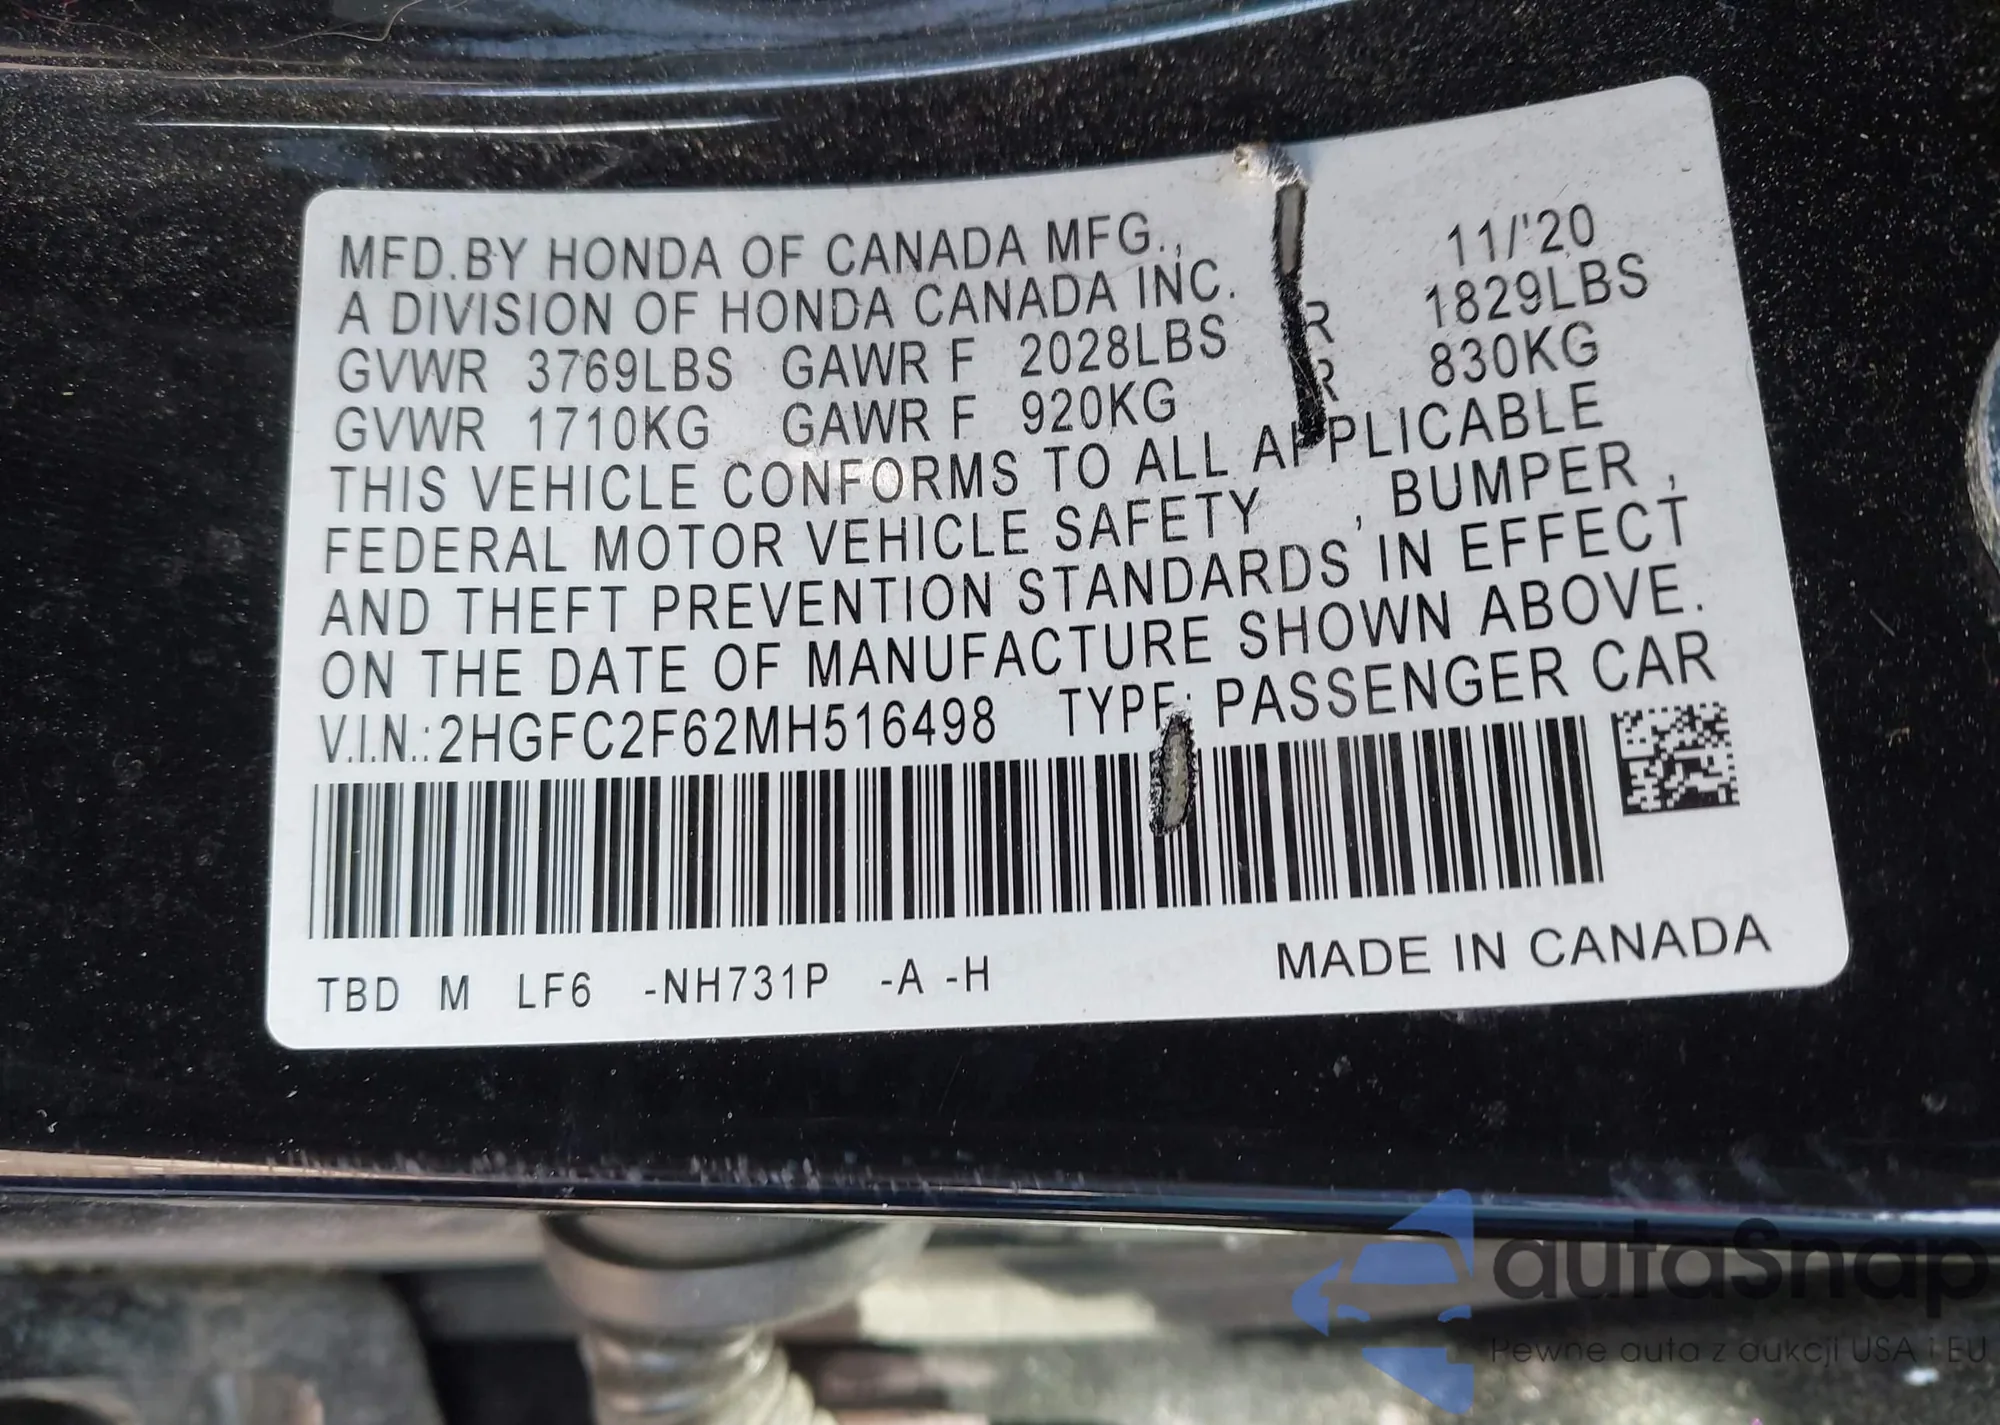 MFD.BY HONDA OF CANADA MFG., 11/'20
A DIVISION OF HONDA CANADA INC.
GVWR 3769LBS GAWR F 2028LBS R 1829LBS
GVWR 1710KG GAWR F 920KG R 830KG
THIS VEHICLE CONFORMS TO ALL APPLICABLE
FEDERAL MOTOR VEHICLE SAFETY , BUMPER ,
AND THEFT PREVENTION STANDARDS IN EFFECT
ON THE DATE OF MANUFACTURE SHOWN ABOVE.
V.I.N.:2HGFC2F62MH516498 TYPE: PASSENGER CAR
TBD M LF6 -NH731P -A -H MADE IN CANADA
autaSnap
Pewne auta z aukcji USA i EU